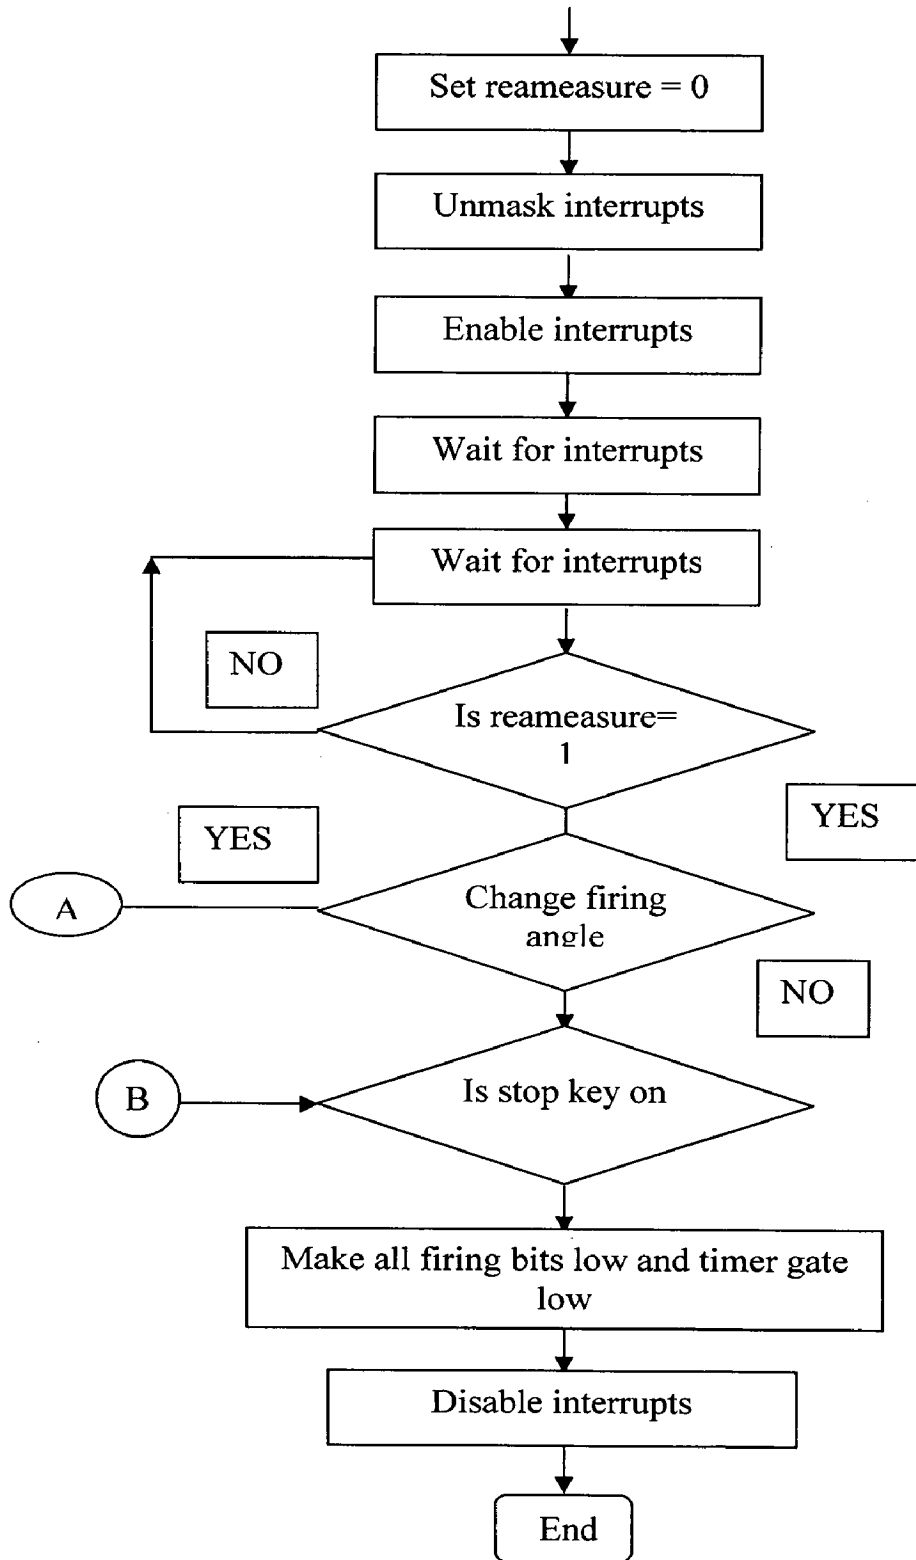 Set reameasure = 0
Unmask interrupts
Enable interrupts
Wait for interrupts
Wait for interrupts
NO
Is reameasure=
1
YES
YES
A
Change firing
angle
NO
B
Is stop key on
Make all firing bits low and timer gate
low
Disable interrupts
End